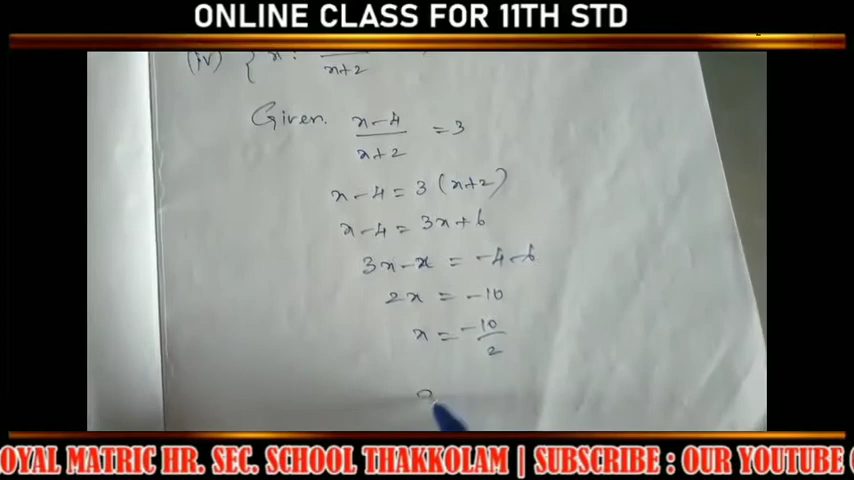 ONLINE CLASS FOR 11TH STD
(iv) { x :
x+2
Given. x-4 / x+2 = 3
x-4 = 3 (x+2)
x-4 = 3x+6
3x-x = -4-6
2x = -10
x = -10 / 2
OYAL MATRIC HR. SEC. SCHOOL THAKKOLAM | SUBSCRIBE : OUR YOUTUBE